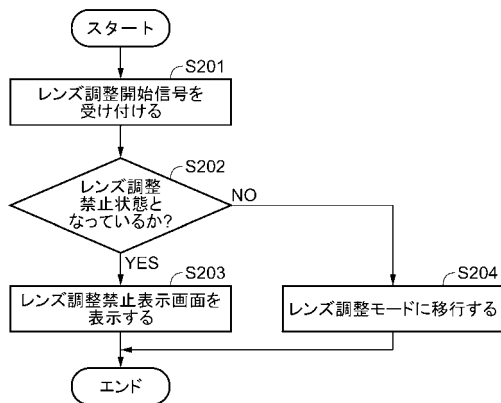 スタート
S201
レンズ調整開始信号を
受け付ける
S202
レンズ調整
禁止状態と
なっているか?
NO
YES
S203
レンズ調整禁止表示画面を
表示する
S204
レンズ調整モードに移行する
エンド